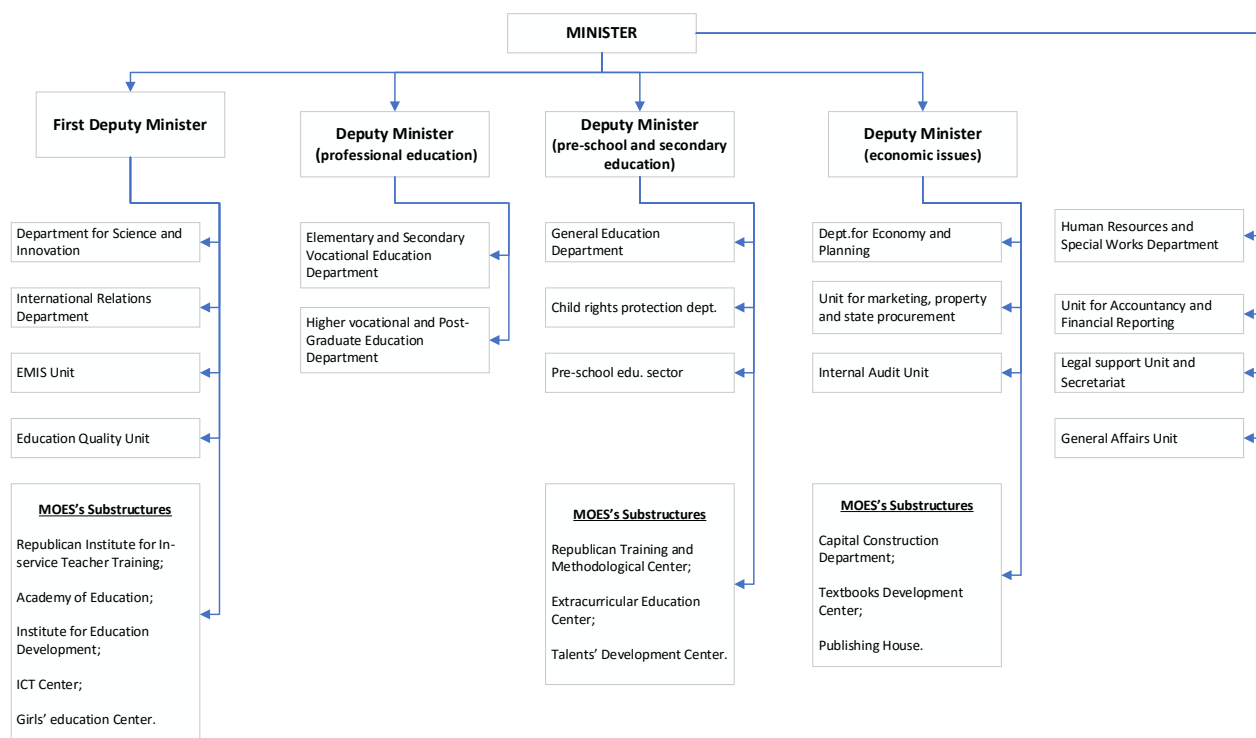 MINISTER
First Deputy Minister
Deputy Minister
(professional education)
Deputy Minister
(pre-school and secondary
education)
Deputy Minister
(economic issues)
Department for Science and
Innovation
International Relations
Department
EMIS Unit
Education Quality Unit
MOES's Substructures
Republican Institute for In-
service Teacher Training;
Academy of Education;
Institute for Education
Development;
ICT Center;
Girls' education Center.
Elementary and Secondary
Vocational Education
Department
Higher vocational and Post-
Graduate Education
Department
General Education
Department
Child rights protection dept.
Pre-school edu. sector
MOES's Substructures
Republican Training and
Methodological Center;
Extracurricular Education
Center;
Talents' Development Center.
Dept.for Economy and
Planning
Unit for marketing, property
and state procurement
Internal Audit Unit
MOES's Substructures
Capital Construction
Department;
Textbooks Development
Center;
Publishing House.
Human Resources and
Special Works Department
Unit for Accountancy and
Financial Reporting
Legal support Unit and
Secretariat
General Affairs Unit